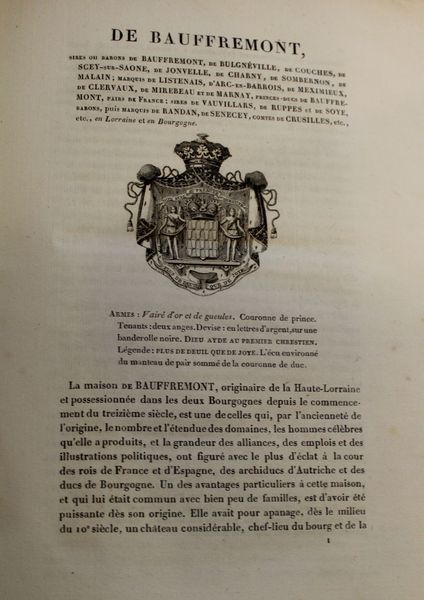 DE BAUFFREMONT,
SIRES OU BARONS DE BAUFFREMONT, DE BULGNÉVILLE, DE COUCHES, DE
SCEY-SUR-SAONE, DE JONVELLE, DE CHARNY, DE SOMBERNON, DE
MALAIN; MARQUIS DE LISTENAIS, D'ARC-EN-BARROIS, DE MEXIMIEUX,
DE CLERVAUX, DE MIREBEAU ET DE MARNAY, PRINCES-DUCS DE BAUFFRE-
MONT, PAIRS DE FRANCE; SIRES DE VAUVILLARS, DE RUPPES ET DE SOYE,
BARONS, puis MARQUIS DE RANDAN, DE SENECEY, COMTES DE CRUSILLES, etc.,
etc., en Lorraine et en Bourgogne.
ARMES : Vairé d'or et de gueules. Couronne de prince.
Tenants : deux anges. Devise : en lettres d'argent, sur une
banderolle noire. DIEU AYDE AU PREMIER CHRESTIEN.
Légende : PLUS DE DEUIL QUE DE JOYE. L'écu environné
du manteau de pair sommé de la couronne de duc.
La maison DE BAUFFREMONT, originaire de la Haute-Lorraine
et possessionnée dans les deux Bourgognes depuis le commence-
ment du treizième siècle, est une de celles qui, par l'ancienneté de
l'origine, le nombre et l'étendue des domaines, les hommes célèbres
qu'elle a produits, et la grandeur des alliances, des emplois et des
illustrations politiques, ont figuré avec le plus d'éclat à la cour
des rois de France et d'Espagne, des archiducs d'Autriche et des
ducs de Bourgogne. Un des avantages particuliers à cette maison,
et qui lui était commun avec bien peu de familles, est d'avoir été
puissante dès son origine. Elle avait pour apanage, dès le milieu
du 10e siècle, un château considérable, chef-lieu du bourg et de la
1